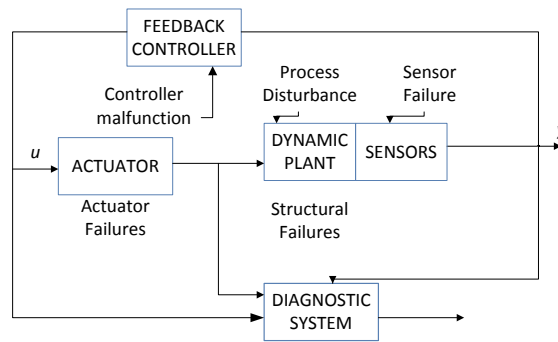 FEEDBACK
CONTROLLER
Process
Disturbance
Sensor
Failure
Controller
malfunction
DYNAMIC
PLANT
SENSORS
u
ACTUATOR
Actuator
Failures
Structural
Failures
DIAGNOSTIC
SYSTEM